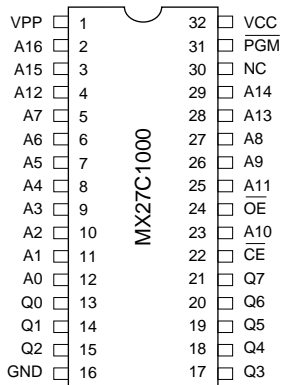 VPP 1 32 VCC
A16 2 31 PGM
A15 3 30 NC
A12 4 29 A14
A7 5 28 A13
A6 6 27 A8
A5 7 26 A9
A4 8 25 A11
A3 9 24 OE
A2 10 23 A10
A1 11 22 CE
A0 12 21 Q7
Q0 13 20 Q6
Q1 14 19 Q5
Q2 15 18 Q4
GND 16 17 Q3
MX27C1000